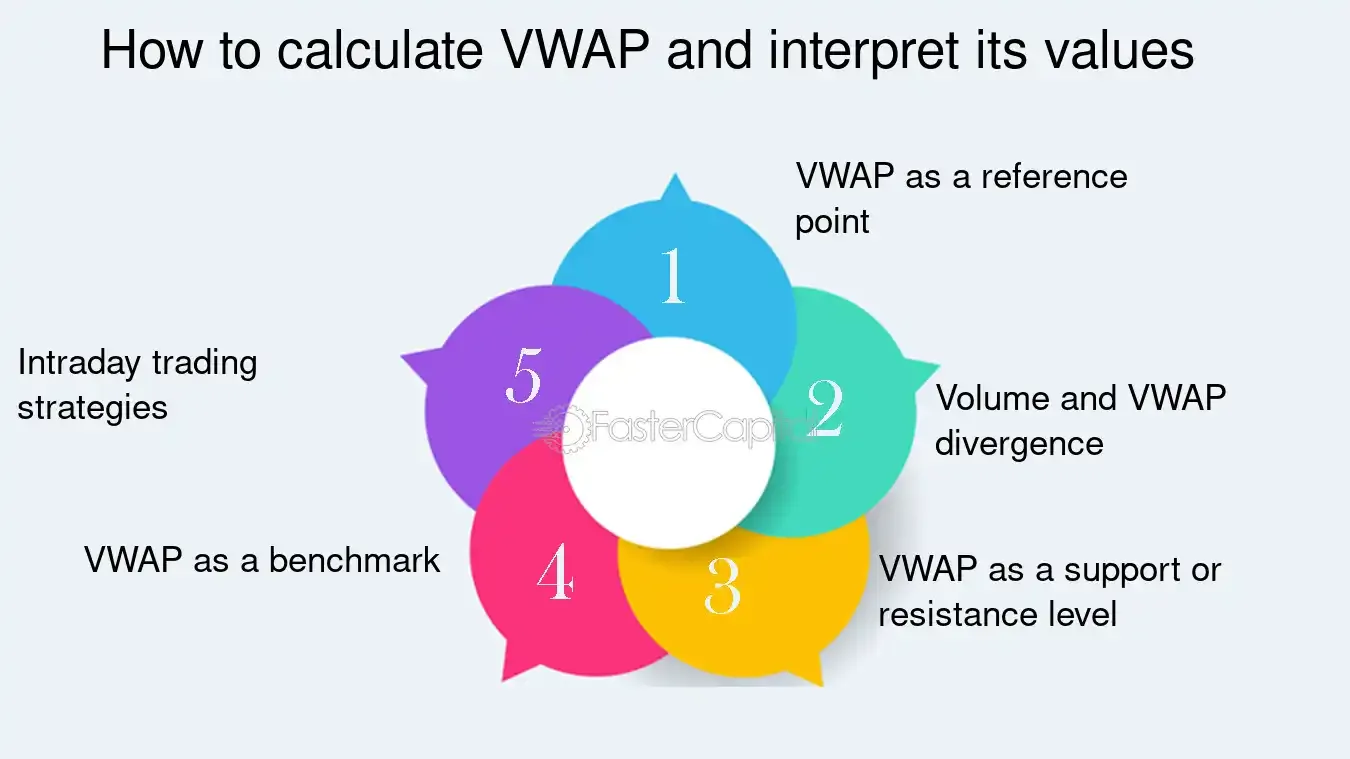 How to calculate VWAP and interpret its values
1
VWAP as a reference
point
2
Volume and VWAP
divergence
3
VWAP as a support or
resistance level
4
VWAP as a benchmark
5
Intraday trading
strategies